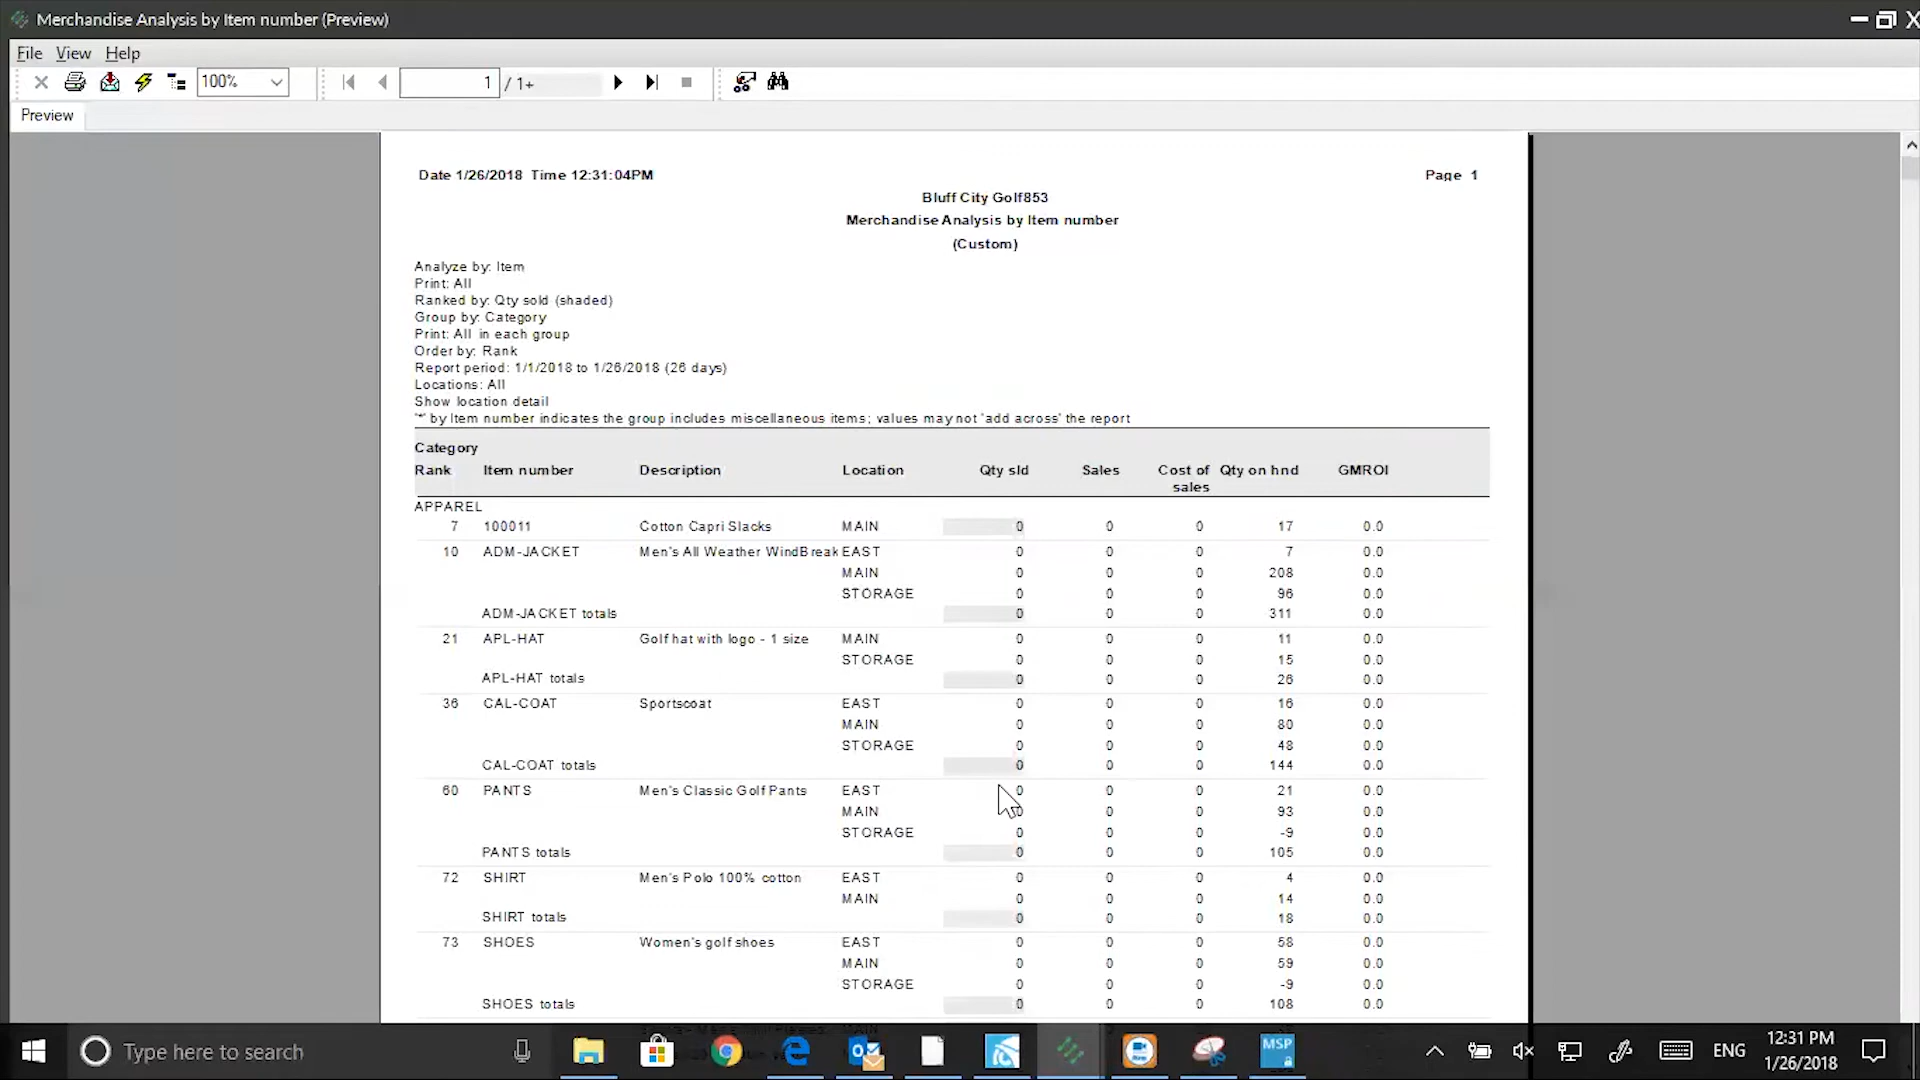 Merchandise Analysis by Item number (Preview)
File View Help
100% 1 / 1+
Preview
Date 1/26/2018 Time 12:31:04PM Page 1
Bluff City Golf853
Merchandise Analysis by Item number
(Custom)
Analyze by: Item
Print: All
Ranked by: Qty sold (shaded)
Group by: Category
Print: All in each group
Order by: Rank
Report period: 1/1/2018 to 1/26/2018 (26 days)
Locations: All
Show location detail
'*' by Item number indicates the group includes miscellaneous items; values may not 'add across' the report
Category
Rank Item number Description Location Qty sld Sales Cost of sales Qty on hnd GMROI
APPAREL
7 100011 Cotton Capri Slacks MAIN 0 0 0 17 0.0
10 ADM-JACKET Men's All Weather WindBreak EAST 0 0 0 7 0.0
MAIN 0 0 0 208 0.0
STORAGE 0 0 0 96 0.0
ADM-JACKET totals 0 0 0 311 0.0
21 APL-HAT Golf hat with logo - 1 size MAIN 0 0 0 11 0.0
STORAGE 0 0 0 15 0.0
APL-HAT totals 0 0 0 26 0.0
36 CAL-COAT Sportscoat EAST 0 0 0 16 0.0
MAIN 0 0 0 80 0.0
STORAGE 0 0 0 48 0.0
CAL-COAT totals 0 0 0 144 0.0
60 PANTS Men's Classic Golf Pants EAST 0 0 0 21 0.0
MAIN 0 0 0 93 0.0
STORAGE 0 0 0 -9 0.0
PANTS totals 0 0 0 105 0.0
72 SHIRT Men's Polo 100% cotton EAST 0 0 0 4 0.0
MAIN 0 0 0 14 0.0
SHIRT totals 0 0 0 18 0.0
73 SHOES Women's golf shoes EAST 0 0 0 58 0.0
MAIN 0 0 0 59 0.0
STORAGE 0 0 0 -9 0.0
SHOES totals 0 0 0 108 0.0
Type here to search MSP ENG 12:31 PM
1/26/2018